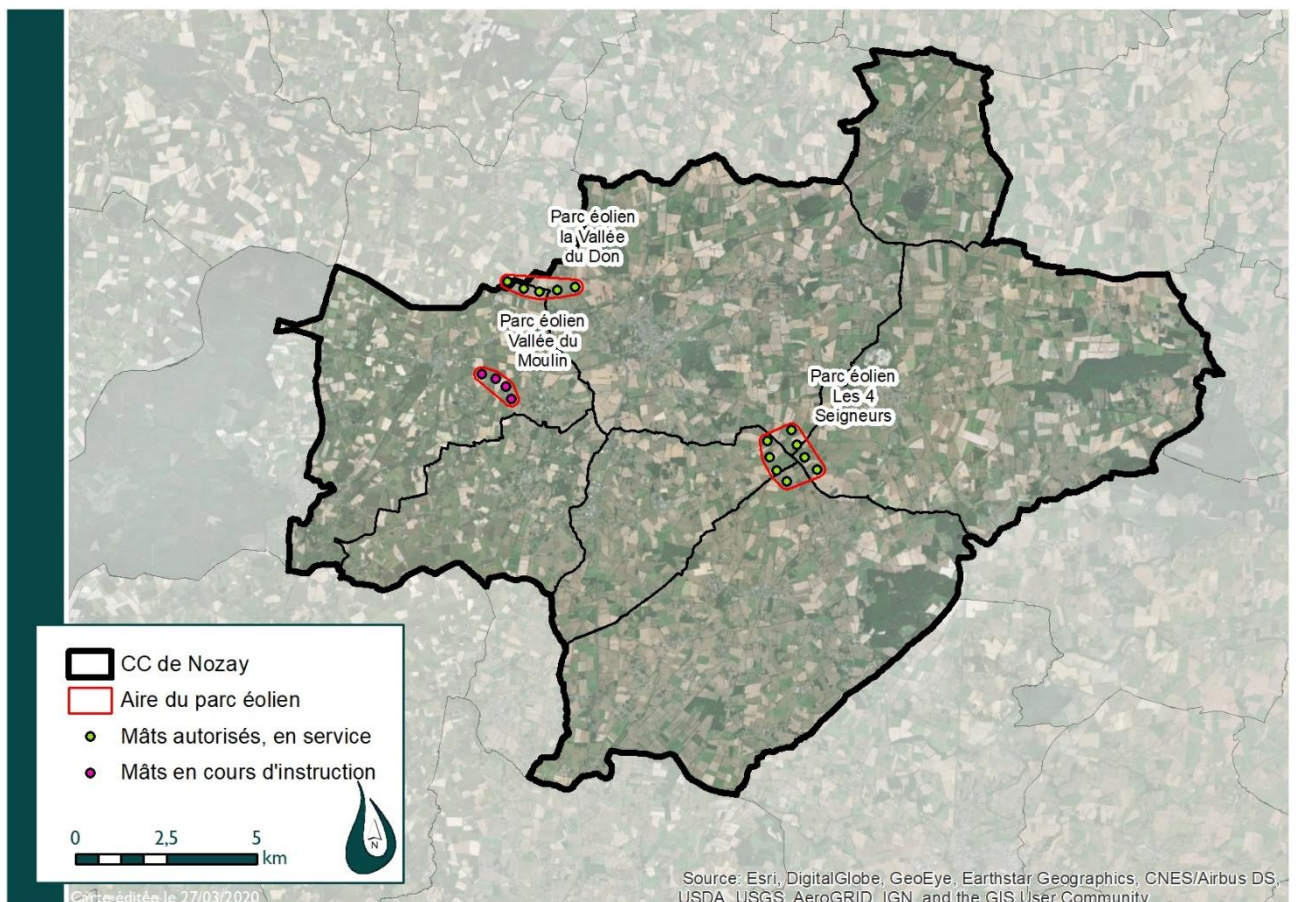 Parc éolien
la Vallée
du Don
Parc éolien
Vallée du
Moulin
Parc éolien
Les 4
Seigneurs
CC de Nozay
Aire du parc éolien
Mâts autorisés, en service
Mâts en cours d'instruction
0 2,5 5
km
N
Carte éditée le 27/03/2020
Source: Esri, DigitalGlobe, GeoEye, Earthstar Geographics, CNES/Airbus DS,
USDA, USGS, AeroGRID, IGN, and the GIS User Community